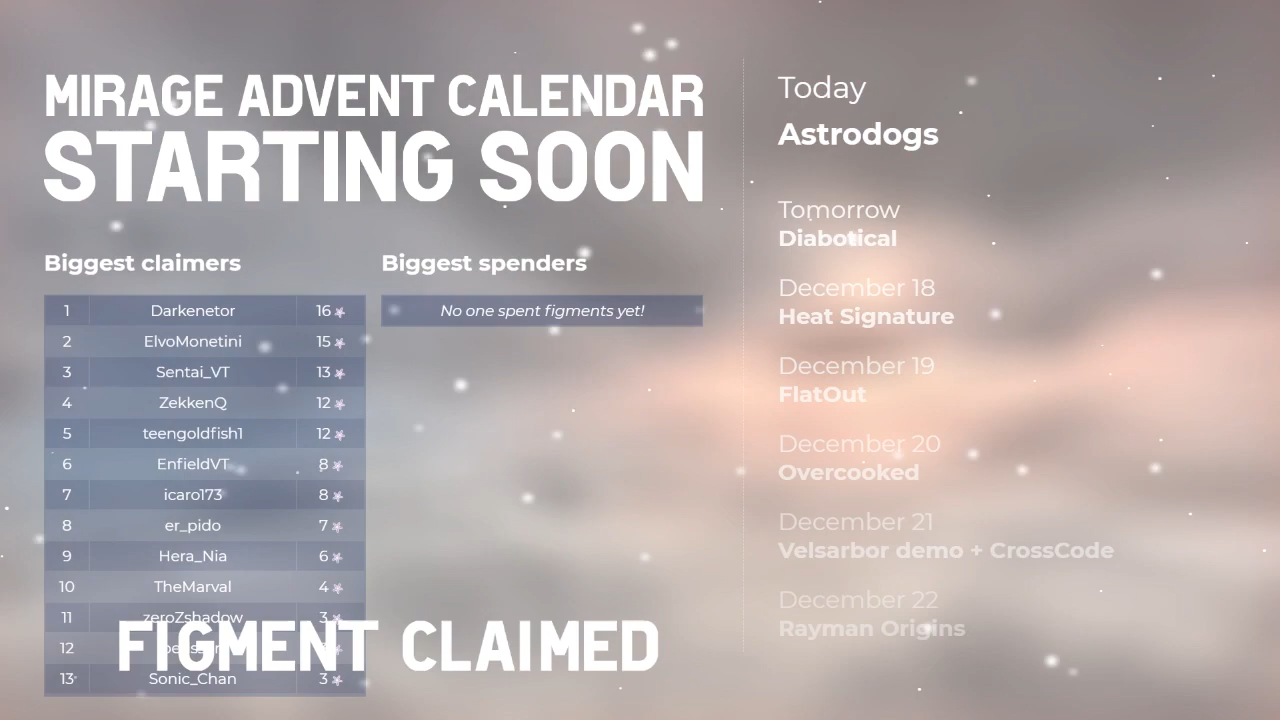 MIRAGE ADVENT CALENDAR
STARTING SOON
Biggest claimers
1 Darkenetor 16
2 ElvoMonetini 15
3 Sentai_VT 13
4 ZekkenQ 12
5 teengoldfish1 12
6 EnfieldVT 8
7 icaro173 8
8 er_pido 7
9 Hera_Nia 6
10 TheMarval 4
11 zeroZshadow 3
12
13 Sonic_Chan 3
FIGMENT CLAIMED
Biggest spenders
No one spent figments yet!
Today
Astrodogs
Tomorrow
Diabotical
December 18
Heat Signature
December 19
FlatOut
December 20
Overcooked
December 21
Velsarbor demo + CrossCode
December 22
Rayman Origins